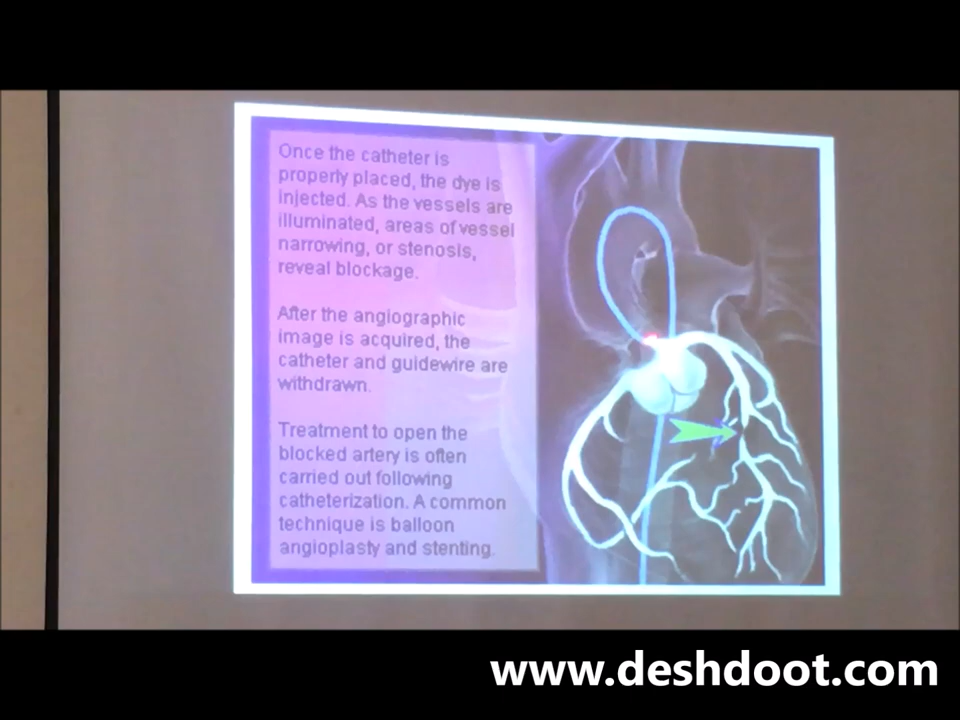 Once the catheter is
properly placed, the dye is
injected. As the vessels are
illuminated, areas of vessel
narrowing, or stenosis,
reveal blockage.
After the angiographic
image is acquired, the
catheter and guidewire are
withdrawn.
Treatment to open the
blocked artery is often
carried out following
catheterization. A common
technique is balloon
angioplasty and stenting.
www.deshdoot.com